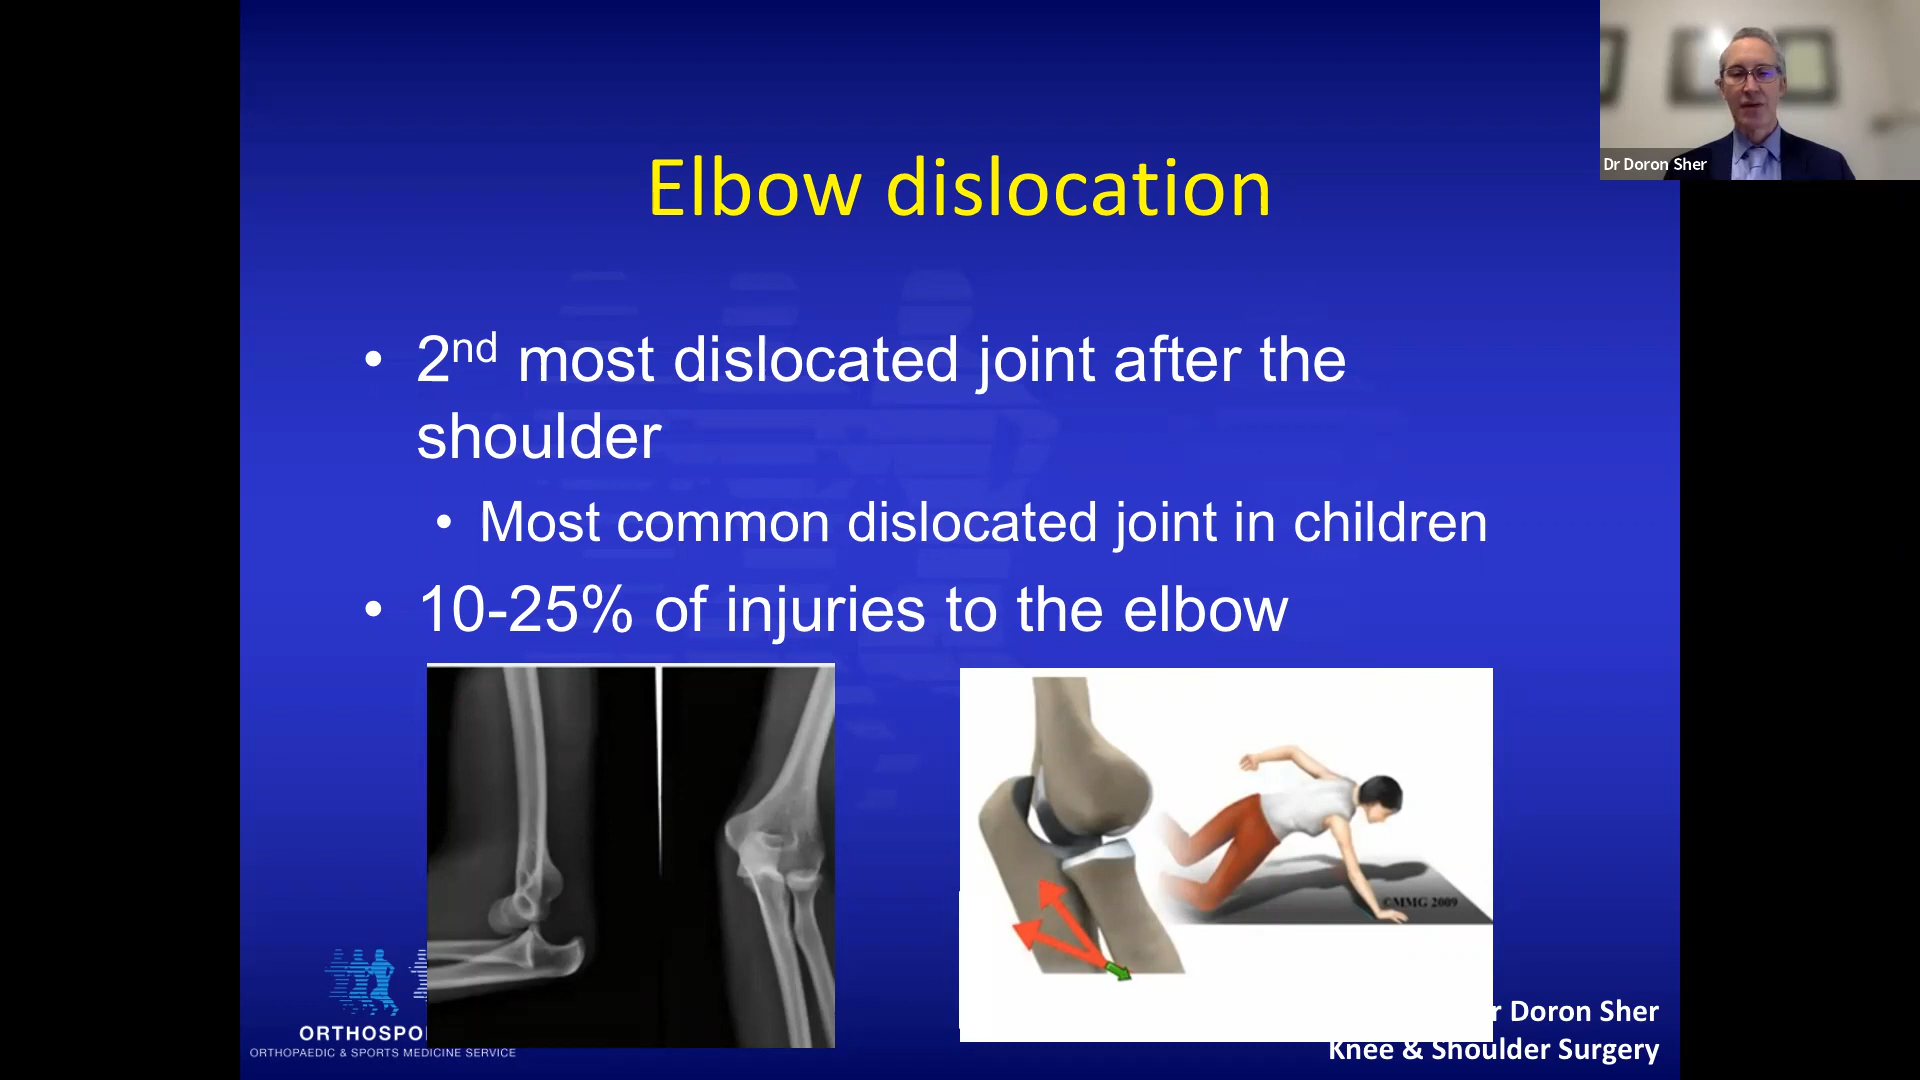 Dr Doron Sher
Elbow dislocation
• 2nd most dislocated joint after the
shoulder
• Most common dislocated joint in children
• 10-25% of injuries to the elbow
©MMG 2009
ORTHOSPO
ORTHOPAEDIC & SPORTS MEDICINE SERVICE
r Doron Sher
Knee & Shoulder Surgery